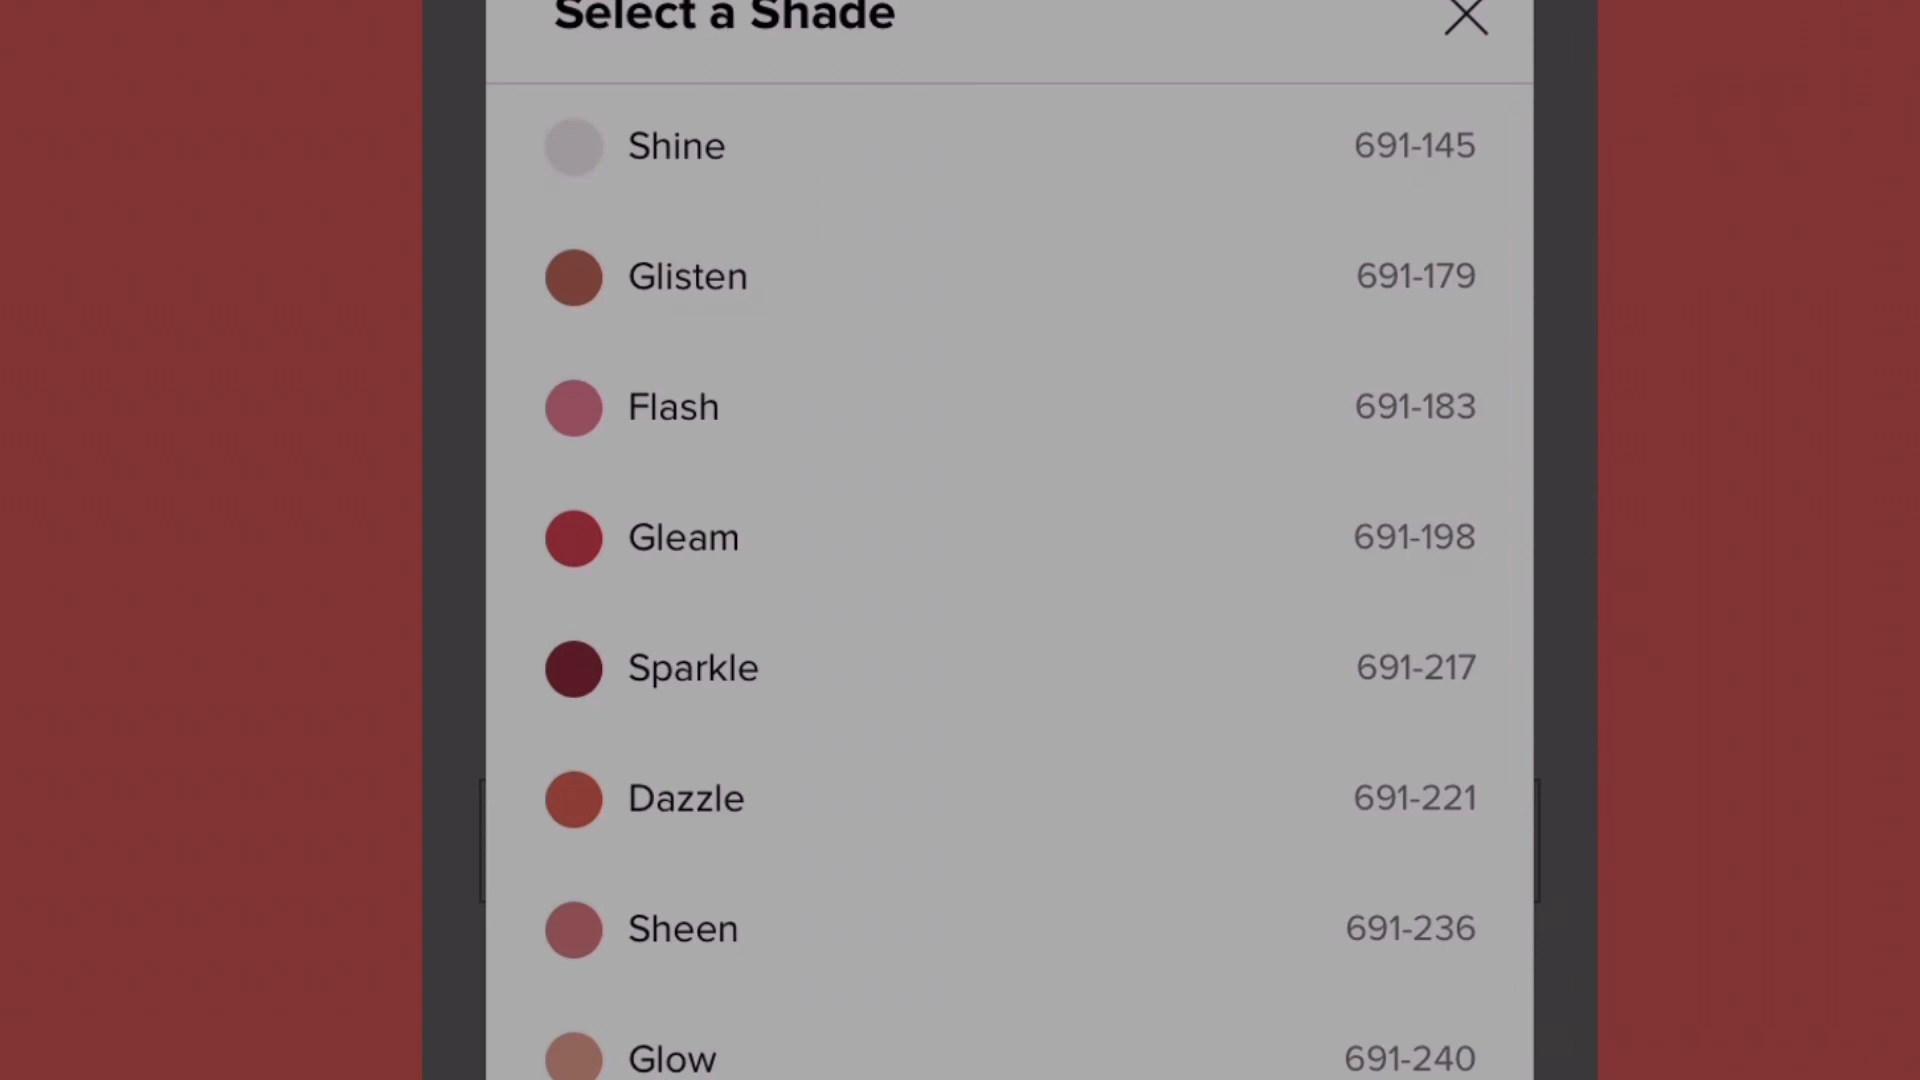 Select a Shade
Shine 691-145
Glisten 691-179
Flash 691-183
Gleam 691-198
Sparkle 691-217
Dazzle 691-221
Sheen 691-236
Glow 691-240